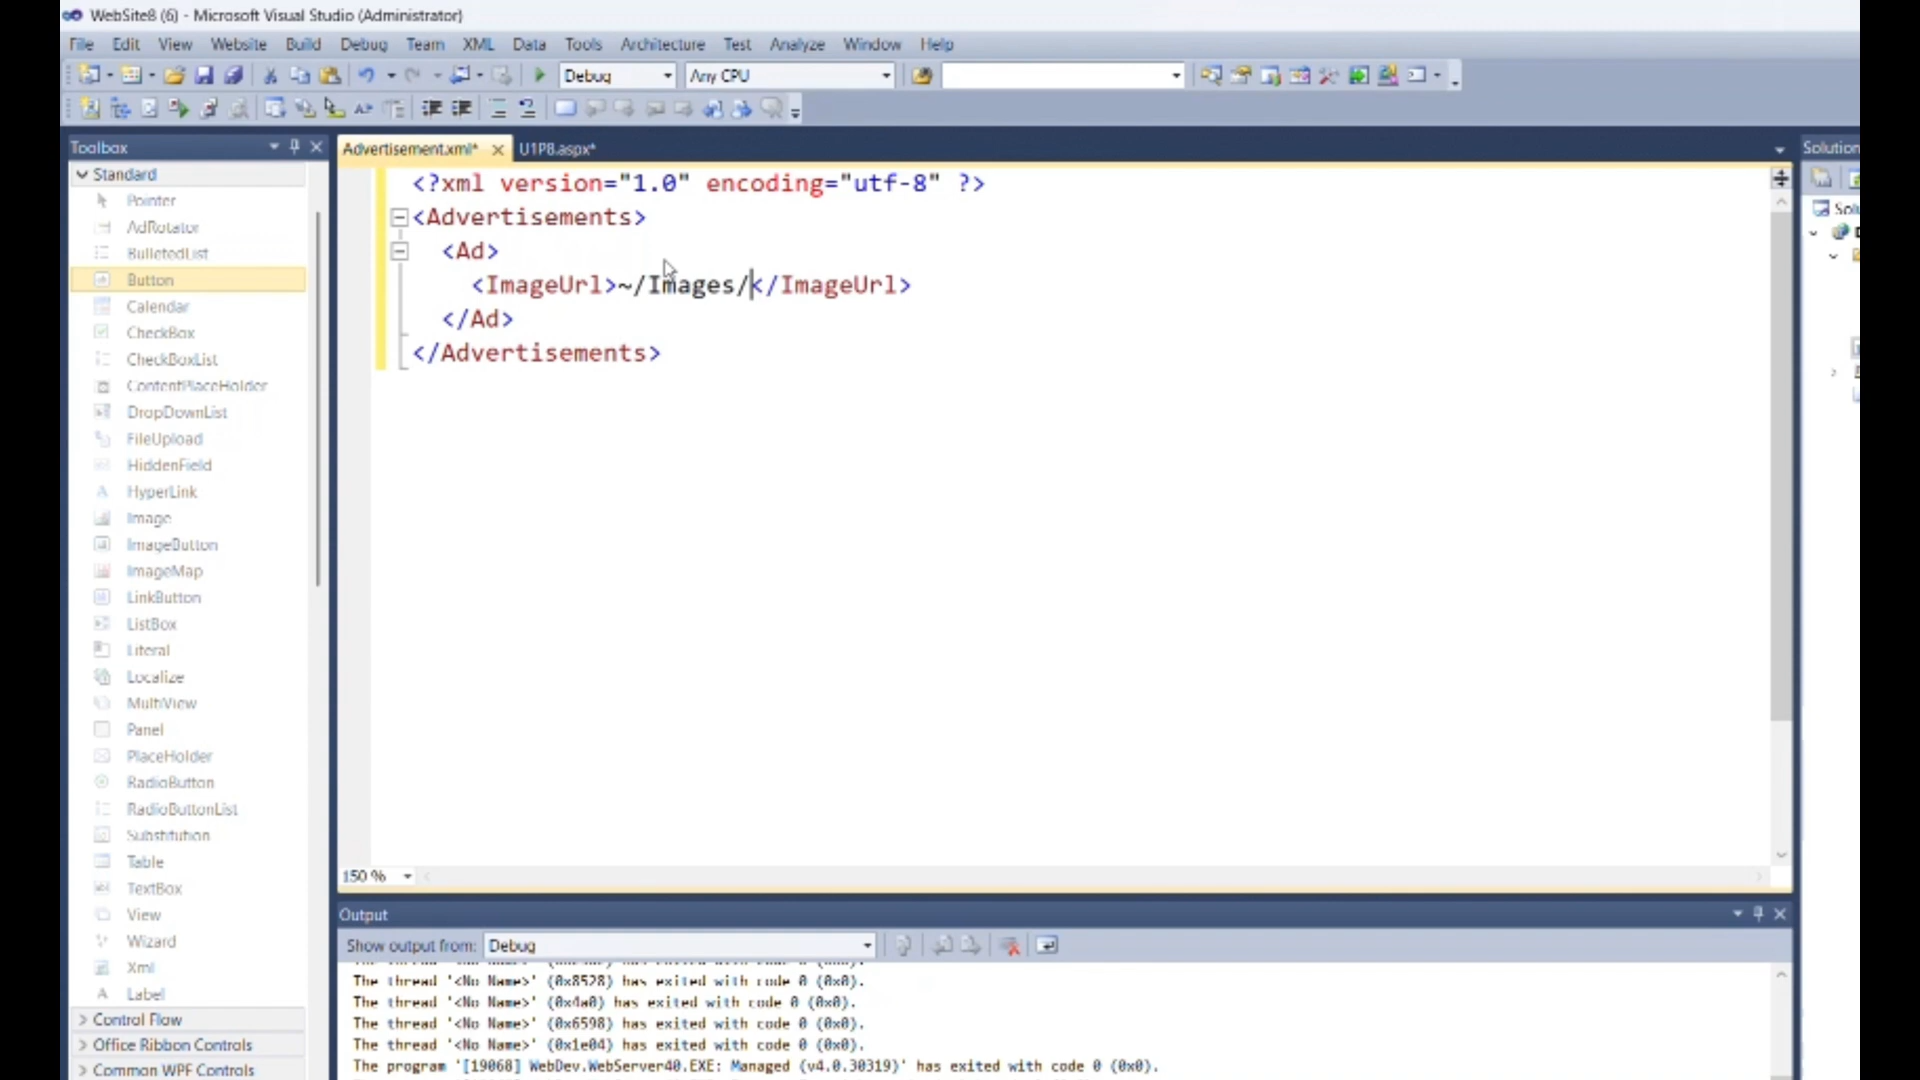 WebSite8 (6) - Microsoft Visual Studio (Administrator)
File Edit View Website Build Debug Team XML Data Tools Architecture Test Analyze Window Help
Debug Any CPU
Toolbox
Advertisement.xml* U1P8.aspx*
Solution
Standard
Pointer
AdRotator
BulletedList
Button
Calendar
CheckBox
CheckBoxList
ContentPlaceHolder
DropDownList
FileUpload
HiddenField
HyperLink
Image
ImageButton
ImageMap
LinkButton
ListBox
Literal
Localize
MultiView
Panel
PlaceHolder
RadioButton
RadioButtonList
Substitution
Table
TextBox
View
Wizard
Xml
Label
Control Flow
Office Ribbon Controls
Common WPF Controls
<?xml version="1.0" encoding="utf-8" ?>
<Advertisements>
<Ad>
<ImageUrl>~/Images/</ImageUrl>
</Ad>
</Advertisements>
150 %
Output
Show output from: Debug
The thread '<No Name>' (0x8528) has exited with code 0 (0x0).
The thread '<No Name>' (0x4a0) has exited with code 0 (0x0).
The thread '<No Name>' (0x6598) has exited with code 0 (0x0).
The thread '<No Name>' (0x1e04) has exited with code 0 (0x0).
The program '[19068] WebDev.WebServer40.EXE: Managed (v4.0.30319)' has exited with code 0 (0x0).